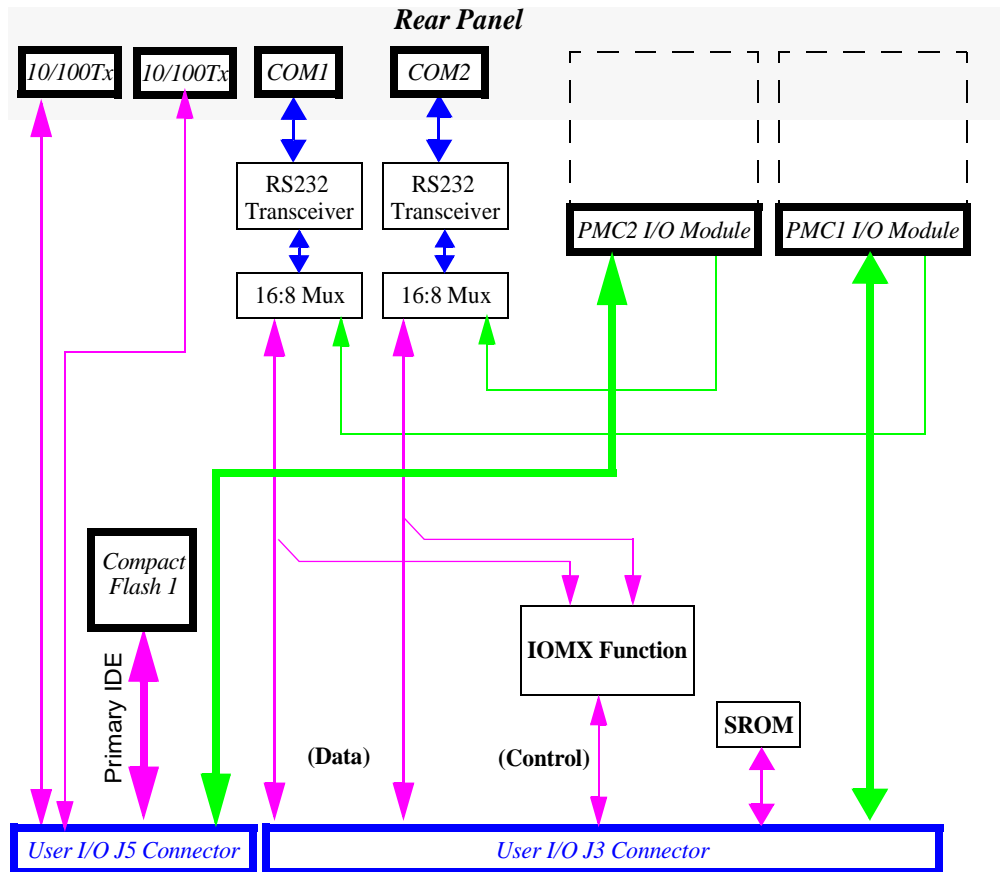 Rear Panel
10/100Tx
10/100Tx
COM1
COM2
RS232
Transceiver
RS232
Transceiver
PMC2 I/O Module
PMC1 I/O Module
16:8 Mux
16:8 Mux
Compact
Flash 1
IOMX Function
Primary IDE
SROM
(Data)
(Control)
User I/O J5 Connector
User I/O J3 Connector